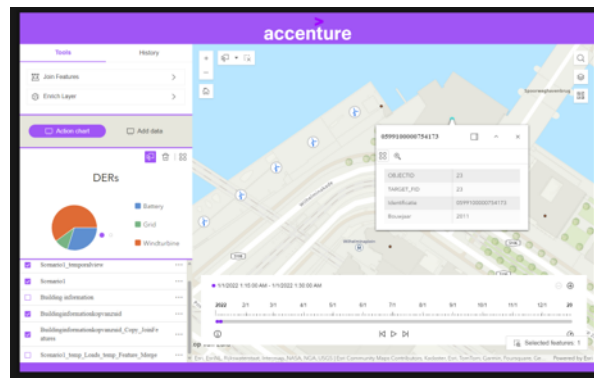 accenture
Tools History
Join Features
Enrich Layer
Action chart Add data
DERs
Battery
Grid
Windturbine
Scenario1_temporalview
Scenario1
Building information
Scenario1_temp_Loads_temp_Feature_Merge
0599100000754173
OBJECTID 23
TARGET_FID 23
Identificatie 0599100000754173
Bouwjaar 2011
Wilhelminaplein
1/1/2022 1:15:00 AM - 1/1/2022 1:30:00 AM
2022 2/1 3/1 4/1 5/1 6/1 7/1 8/1 9/1 10/1 11/1 12/1
Selected features: 1